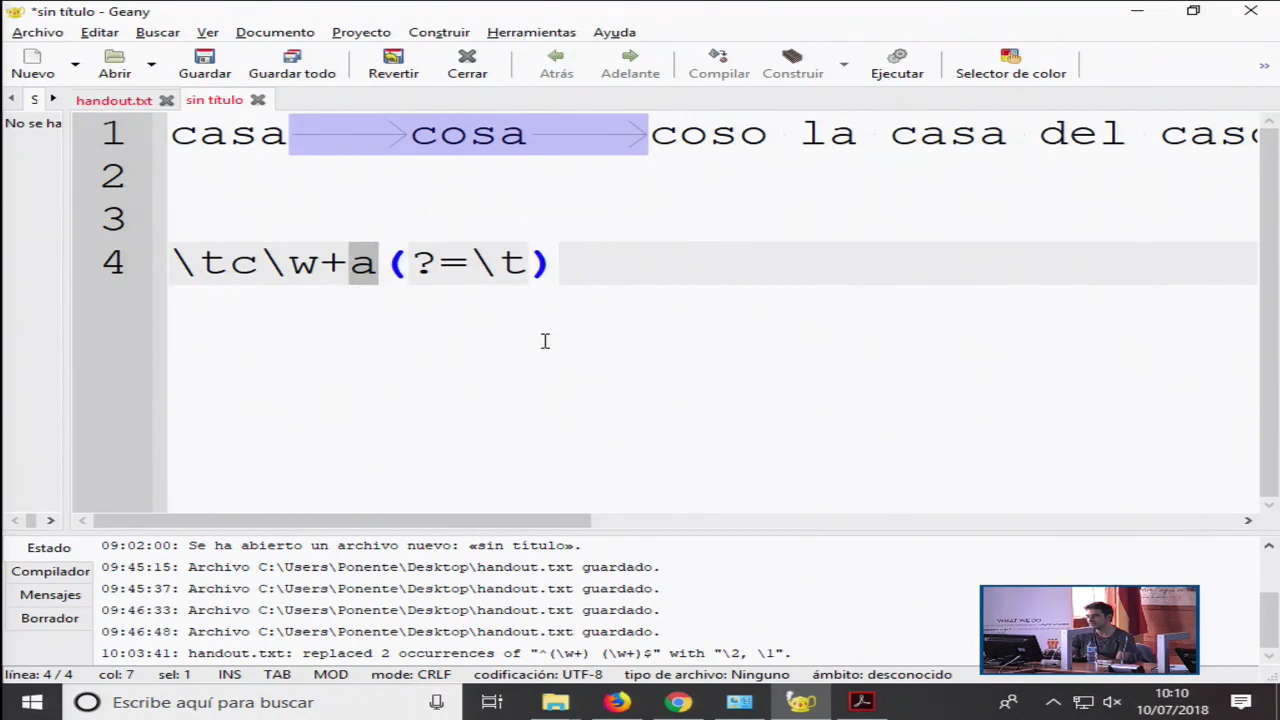 *sin título - Geany
Archivo Editar Buscar Ver Documento Proyecto Construir Herramientas Ayuda
Nuevo Abrir Guardar Guardar todo Revertir Cerrar Atrás Adelante Compilar Construir Ejecutar Selector de color
S handout.txt sin título
No se ha
1 casa cosa coso la casa del caso
2
3
4 \tc\w+a(?=\t)
Estado
Compilador
Mensajes
Borrador
09:02:00: Se ha abierto un archivo nuevo: «sin título».
09:45:15: Archivo C:\Users\Ponente\Desktop\handout.txt guardado.
09:45:37: Archivo C:\Users\Ponente\Desktop\handout.txt guardado.
09:46:33: Archivo C:\Users\Ponente\Desktop\handout.txt guardado.
09:46:48: Archivo C:\Users\Ponente\Desktop\handout.txt guardado.
10:03:41: handout.txt: replaced 2 occurrences of "^(\w+) (\w+)$" with "\2, \1".
WHAT WE DO
línea: 4 / 4 col: 7 sel: 1 INS TAB MOD mode: CRLF codificación: UTF-8 tipo de archivo: Ninguno ámbito: desconocido
Escribe aquí para buscar
10:10
10/07/2018